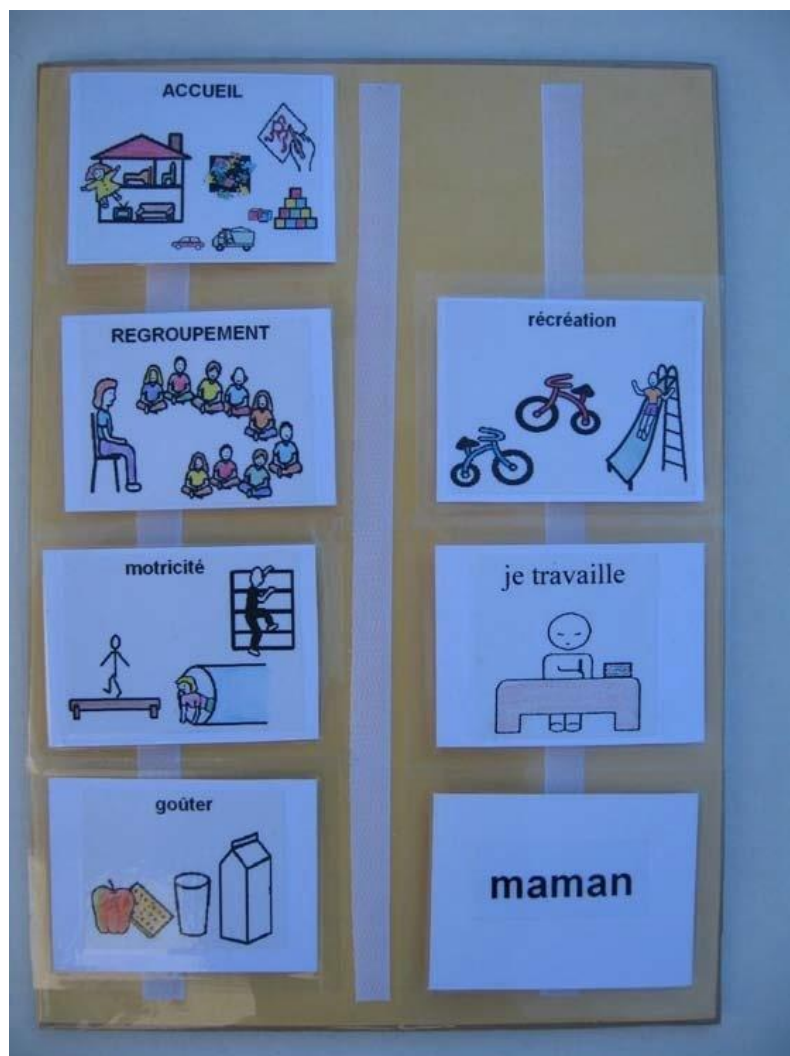 ACCUEIL
REGROUPEMENT
motricité
goûter
récréation
je travaille
maman